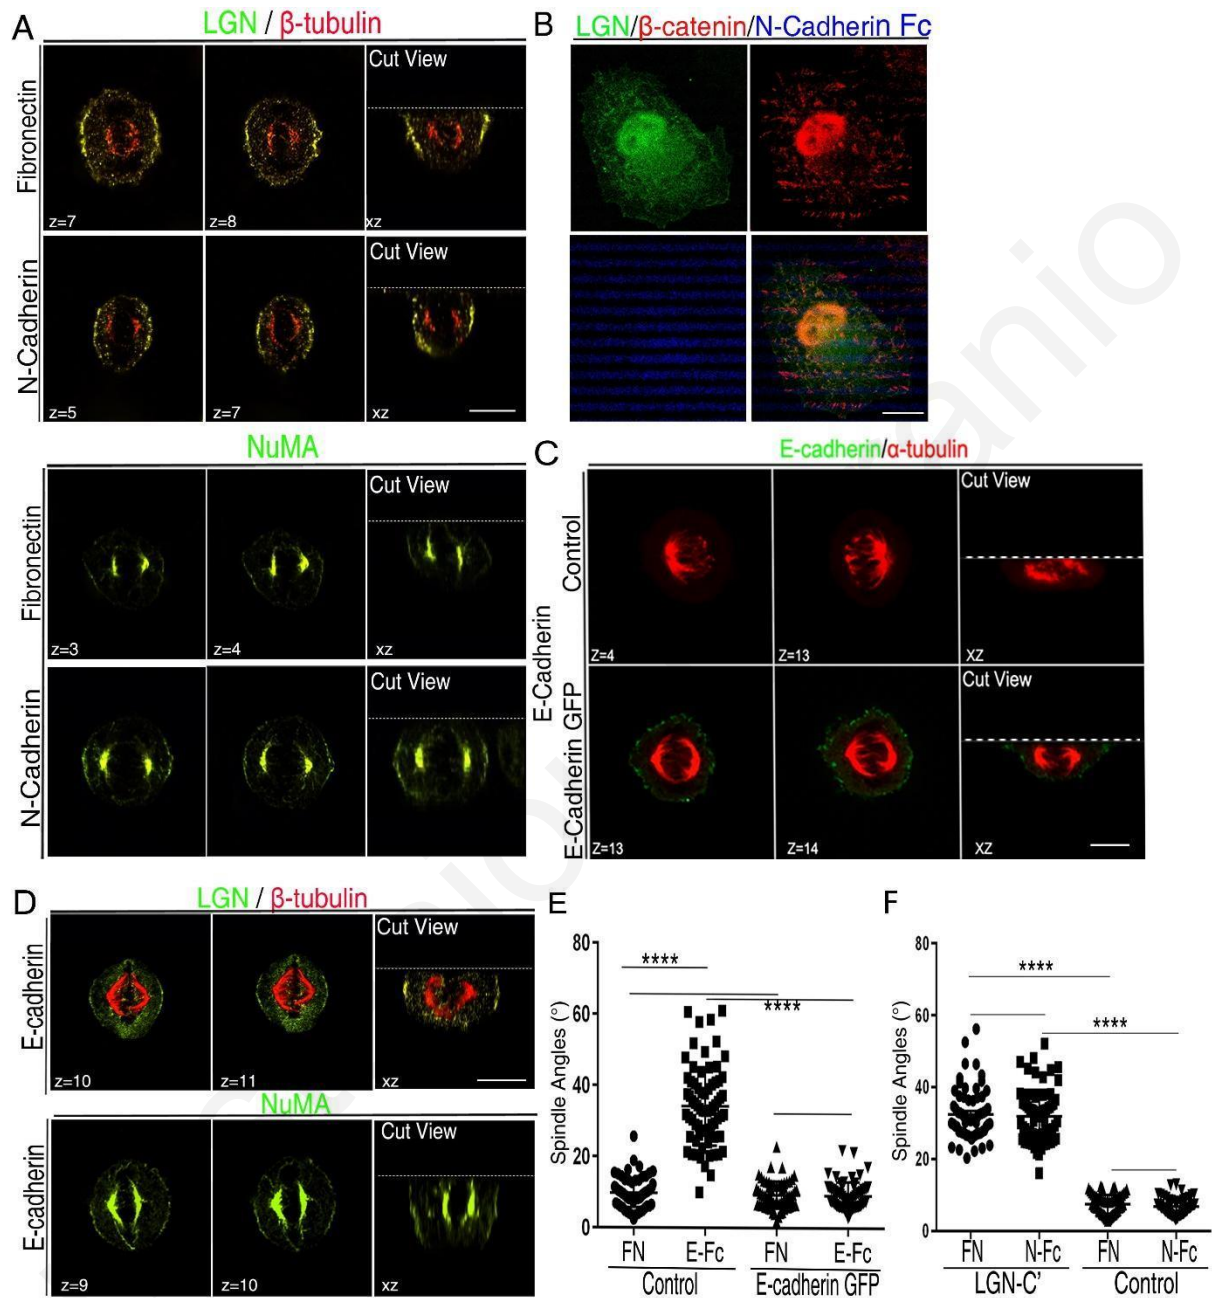 A
LGN / β-tubulin
Fibronectin
Cut View
z=7
z=8
xz
N-Cadherin
Cut View
z=5
z=7
xz
NuMA
Fibronectin
Cut View
z=3
z=4
xz
N-Cadherin
Cut View
B
LGN/β-catenin/N-Cadherin Fc
C
E-cadherin/α-tubulin
E-Cadherin
Control
Cut View
Z=4
Z=13
XZ
E-Cadherin GFP
Cut View
Z=13
Z=14
XZ
D
LGN / β-tubulin
E-cadherin
Cut View
z=10
z=11
xz
NuMA
E-cadherin
Cut View
z=9
z=10
xz
E
Spindle Angles (°)
80
60
40
20
0
****
****
FN
E-Fc
FN
E-Fc
Control
E-cadherin GFP
F
Spindle Angles (°)
80
60
40
20
0
****
****
FN
N-Fc
FN
N-Fc
LGN-C'
Control